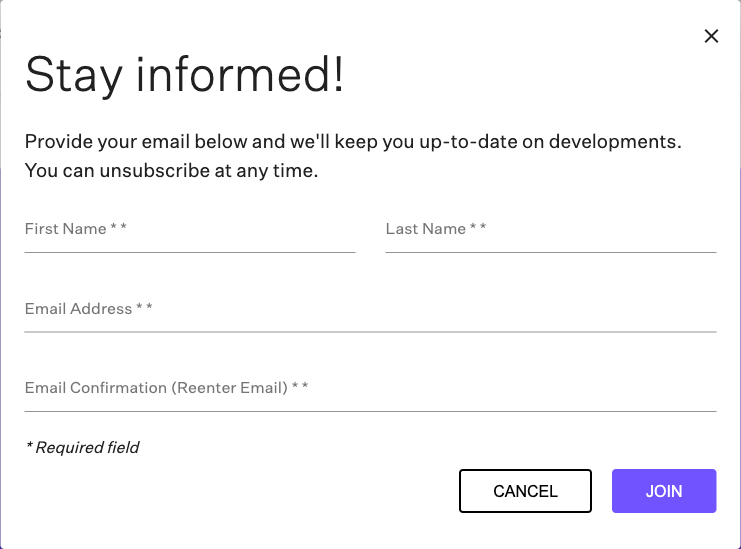 Stay informed!
Provide your email below and we'll keep you up-to-date on developments.
You can unsubscribe at any time.
First Name * *
Last Name * *
Email Address * *
Email Confirmation (Reenter Email) * *
* Required field
CANCEL
JOIN